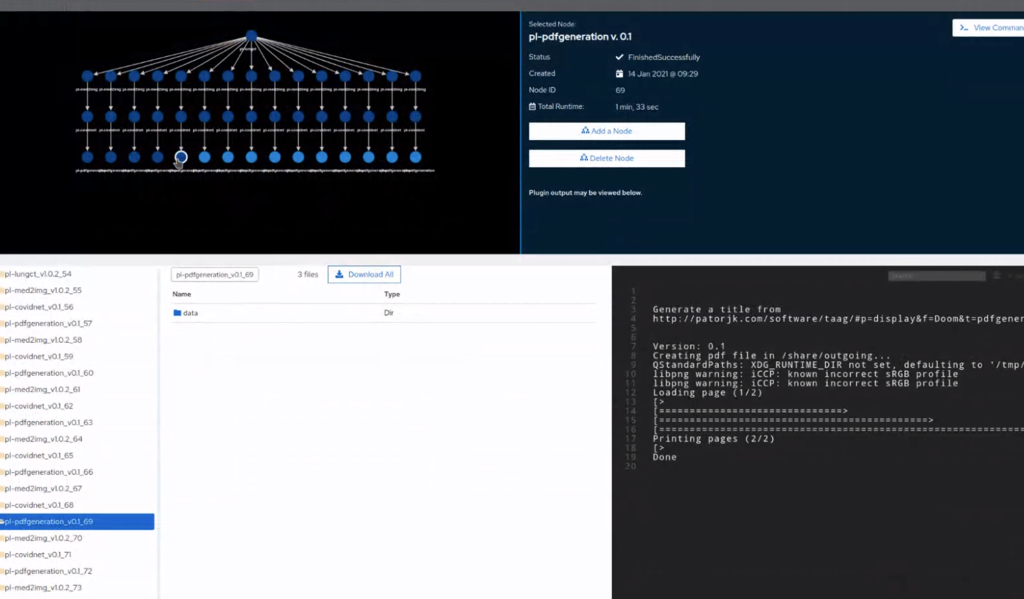 Selected Node:
pl-pdfgeneration v. 0.1
View Comman
Status
FinishedSuccessfully
Created
14 Jan 2021 @ 09:29
Node ID
69
Total Runtime:
1 min, 33 sec
Add a Node
Delete Node
Plugin output may be viewed below.
pl-lungct_v1.0.2_54
pl-med2img_v1.0.2_55
pl-covidnet_v0.1_56
pl-pdfgeneration_v0.1_57
pl-med2img_v1.0.2_58
pl-covidnet_v0.1_59
pl-pdfgeneration_v0.1_60
pl-med2img_v1.0.2_61
pl-covidnet_v0.1_62
pl-pdfgeneration_v0.1_63
pl-med2img_v1.0.2_64
pl-covidnet_v0.1_65
pl-pdfgeneration_v0.1_66
pl-med2img_v1.0.2_67
pl-covidnet_v0.1_68
pl-pdfgeneration_v0.1_69
pl-med2img_v1.0.2_70
pl-covidnet_v0.1_71
pl-pdfgeneration_v0.1_72
pl-med2img_v1.0.2_73
pl-pdfgeneration_v0.1_69
3 files
Download All
Name Type
data Dir
1
2
3 Generate a title from
4 http://patorjk.com/software/taag/#p=display&f=Doom&t=pdfgener
5
6
7 Version: 0.1
8 Creating pdf file in /share/outgoing...
9 QStandardPaths: XDG_RUNTIME_DIR not set, defaulting to '/tmp/
10 libpng warning: iCCP: known incorrect sRGB profile
11 libpng warning: iCCP: known incorrect sRGB profile
12 Loading page (1/2)
13 [>
14 [==============================>
15 [============================================>
16 [============================================================
17 Printing pages (2/2)
18 [>
19 Done
20